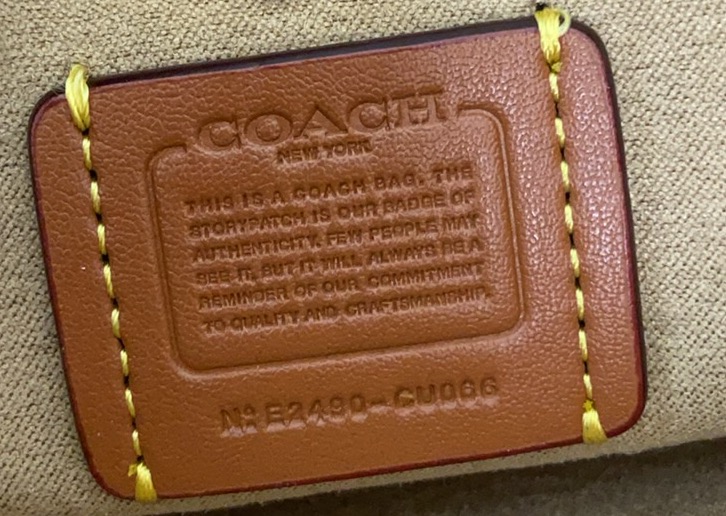 COACH
NEW YORK
THIS IS A COACH BAG. THE
STORYPATCH IS OUR BADGE OF
AUTHENTICITY. FEW PEOPLE MAY
SEE IT, BUT IT WILL ALWAYS BE A
REMINDER OF OUR COMMITMENT
TO QUALITY AND CRAFTSMANSHIP.
Nº E2490-CU066